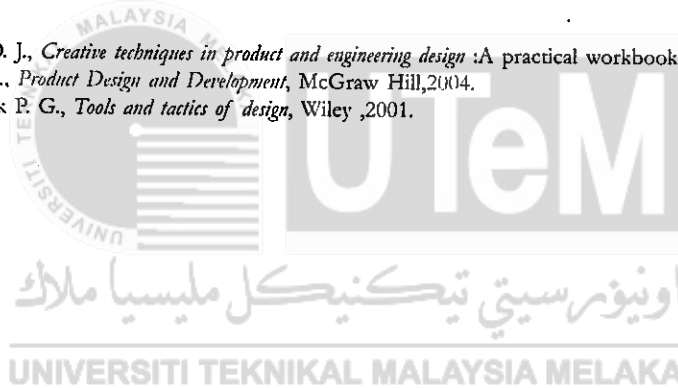 J., Creative techniques in product and engineering design :A practical workbook
., Product Design and Development, McGraw Hill,2004.
P. G., Tools and tactics of design, Wiley ,2001.
MALAYSIA
UTeM
اونيۏرسيتي تيكنيكل مليسيا ملاك
UNIVERSITI TEKNIKAL MALAYSIA MELAKA